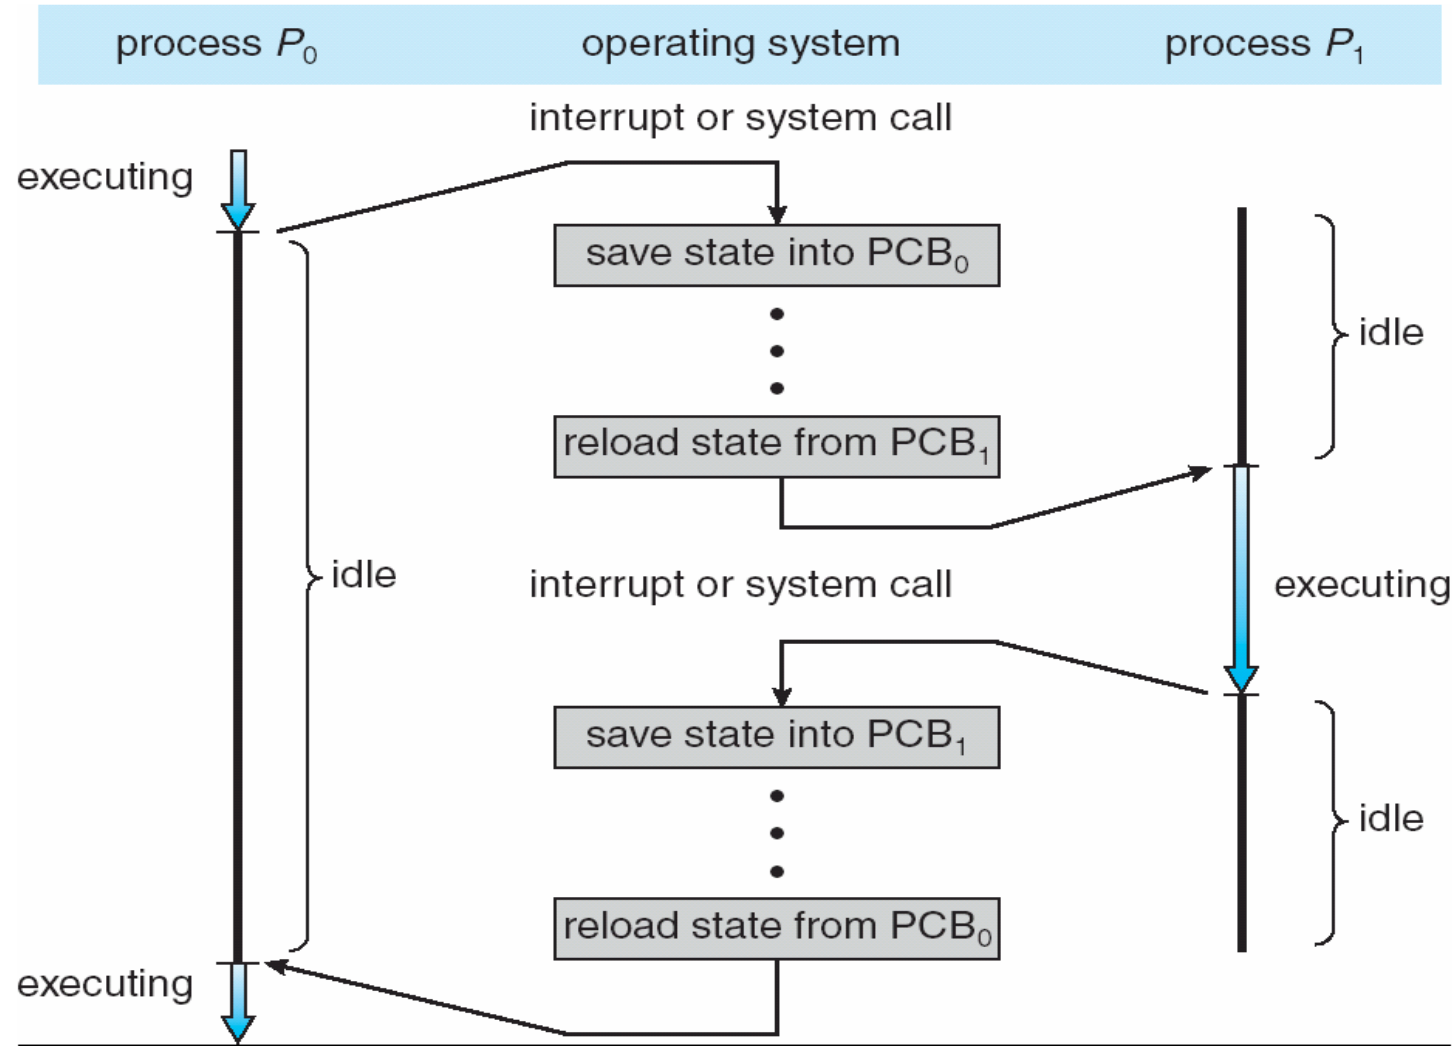 process P₀ operating system process P₁
interrupt or system call
executing
save state into PCB₀
idle
reload state from PCB₁
idle
interrupt or system call
executing
save state into PCB₁
idle
reload state from PCB₀
executing